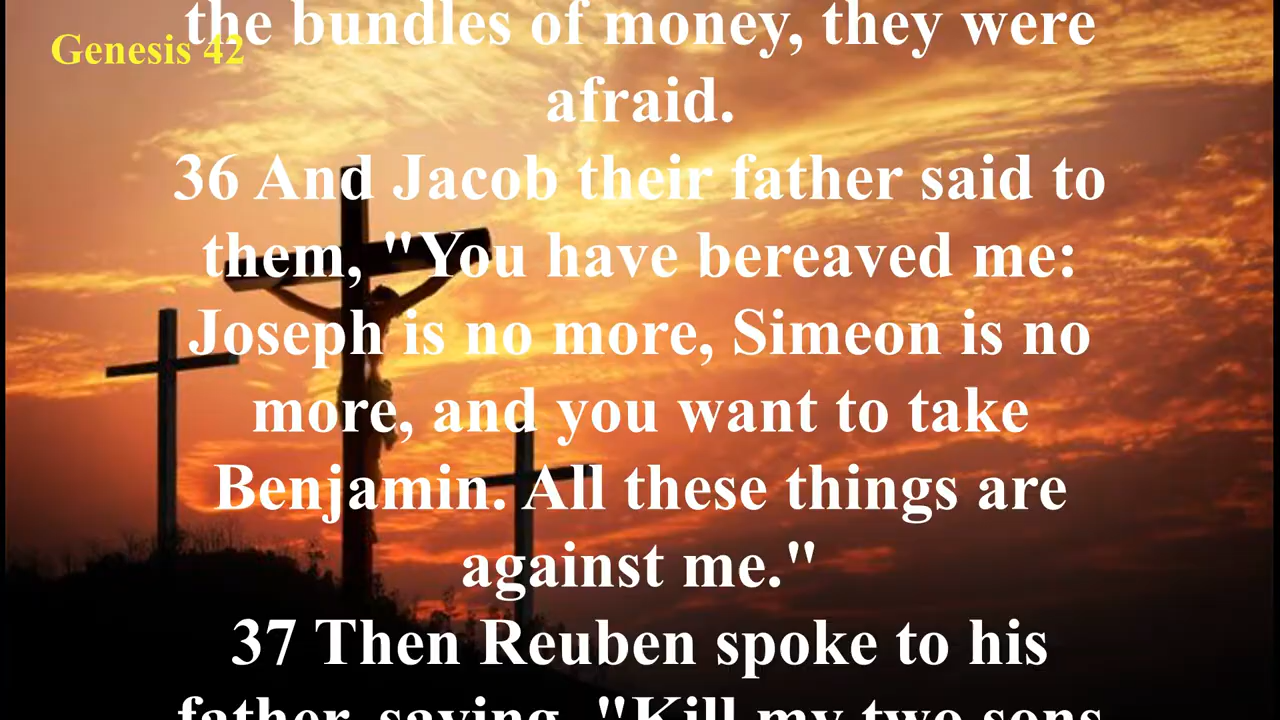 the bundles of money, they were
Genesis 42
afraid.
36 And Jacob their father said to
them, "You have bereaved me:
Joseph is no more, Simeon is no
more, and you want to take
Benjamin. All these things are
against me."
37 Then Reuben spoke to his
father, saying, "Kill my two sons